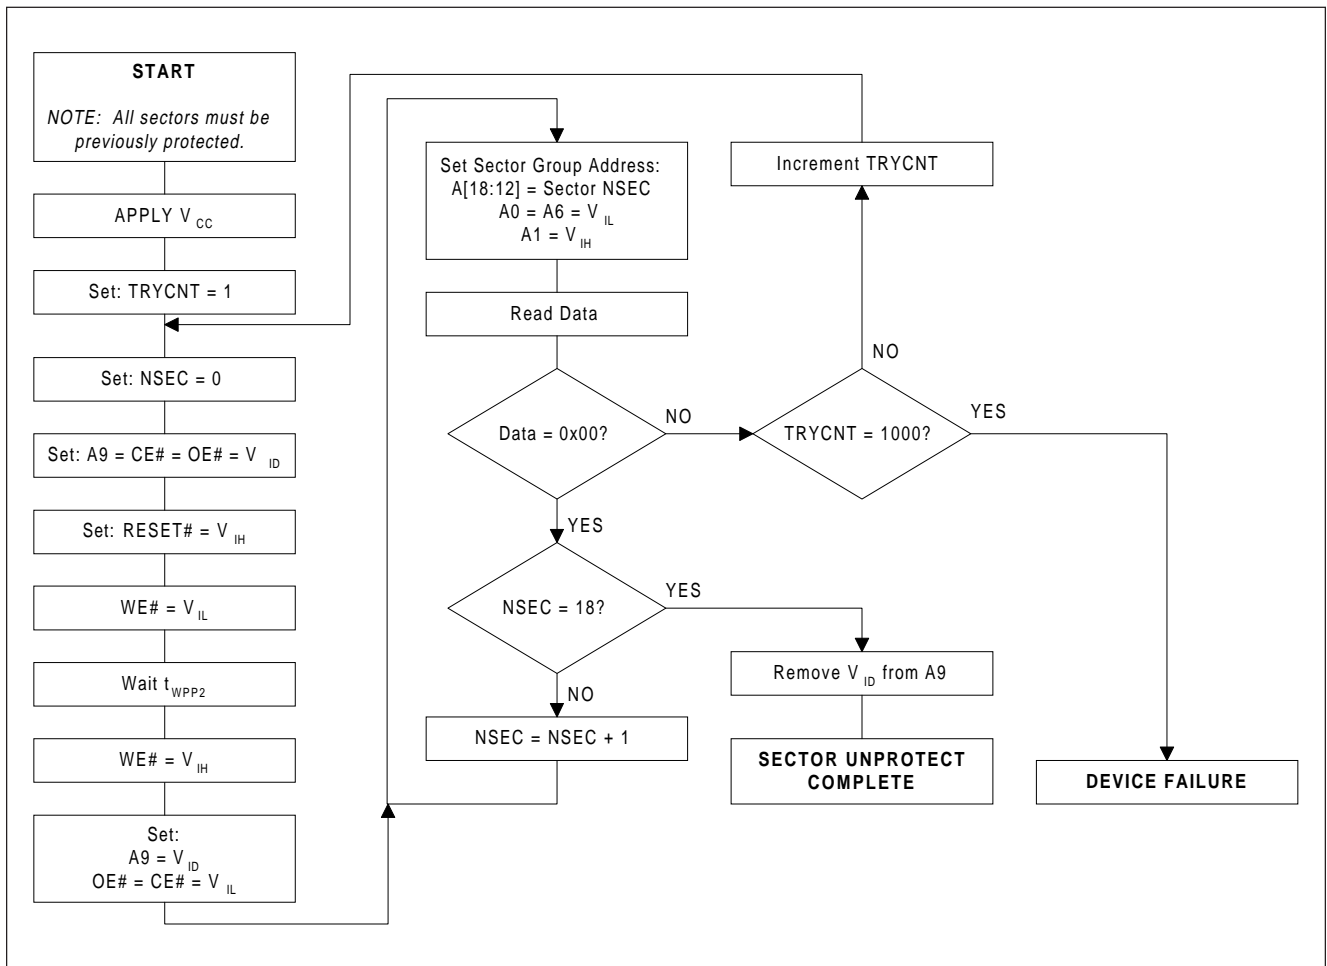 START
NOTE: All sectors must be
previously protected.
APPLY V CC
Set: TRYCNT = 1
Set: NSEC = 0
Set: A9 = CE# = OE# = V ID
Set: RESET# = V IH
WE# = V IL
Wait t WPP2
WE# = V IH
Set:
A9 = V ID
OE# = CE# = V IL
Set Sector Group Address:
A[18:12] = Sector NSEC
A0 = A6 = V IL
A1 = V IH
Read Data
Data = 0x00?
NO
YES
NSEC = 18?
YES
NO
NSEC = NSEC + 1
Increment TRYCNT
NO
TRYCNT = 1000?
YES
Remove V ID from A9
SECTOR UNPROTECT
COMPLETE
DEVICE FAILURE